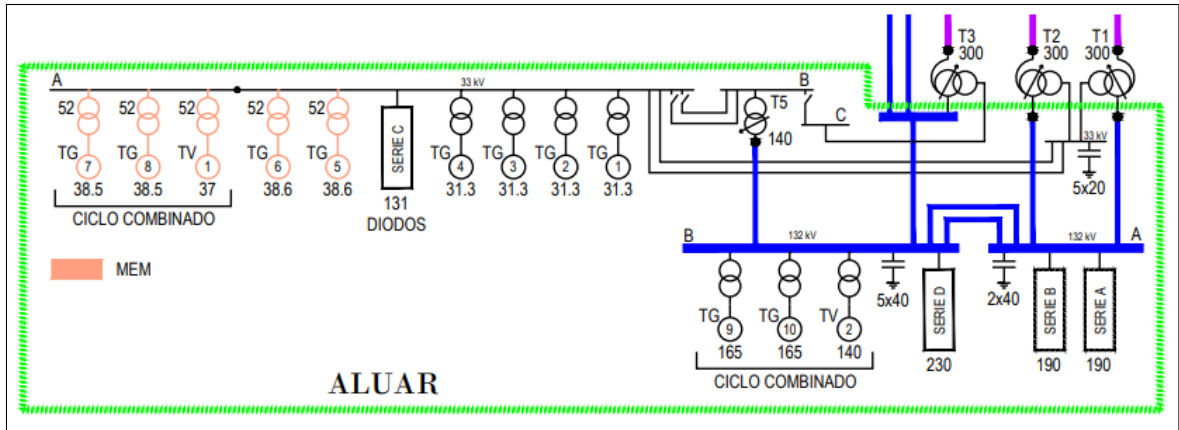 T3
300
T2
300
T1
300
A
33 kV
B
52
52
52
52
52
T5
140
C
TG
7
38.5
TG
8
38.5
TV
1
37
TG
6
38.6
TG
5
38.6
SERIE C
131
DIODOS
TG
4
31.3
TG
3
31.3
TG
2
31.3
TG
1
31.3
33 kV
5x20
CICLO COMBINADO
MEM
B
132 kV
132 kV
A
5x40
2x40
TG
9
165
TG
10
165
TV
2
140
SERIE D
230
SERIE B
190
SERIE A
190
CICLO COMBINADO
ALUAR